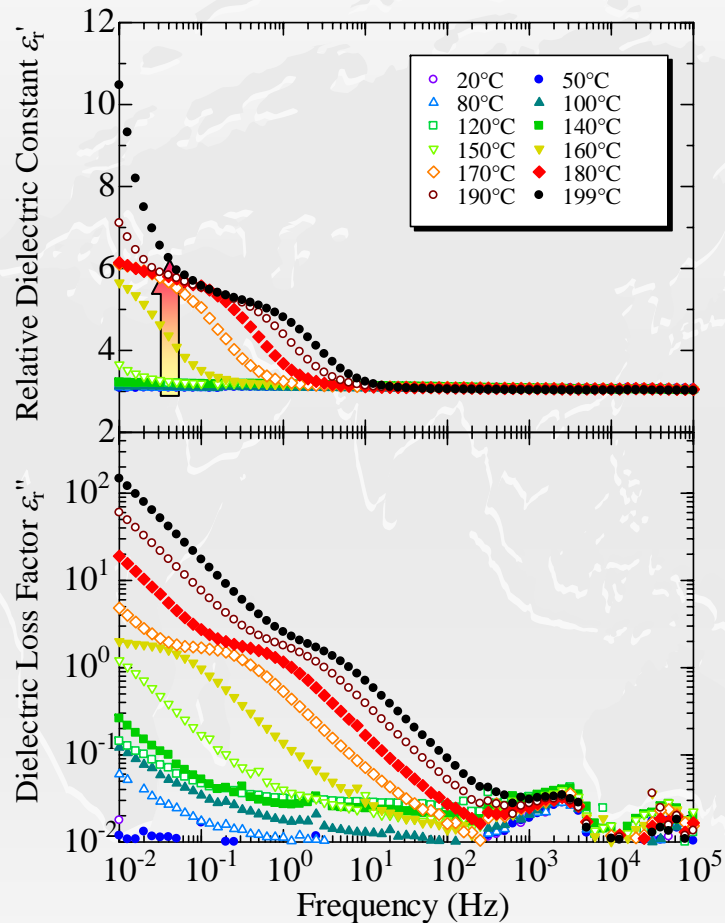 Relative Dielectric Constant εᵣ'
12
10
8
6
4
2
20°C 50°C
80°C 100°C
120°C 140°C
150°C 160°C
170°C 180°C
190°C 199°C
Dielectric Loss Factor εᵣ"
10²
10¹
10⁰
10⁻¹
10⁻²
10⁻² 10⁻¹ 10⁰ 10¹ 10² 10³ 10⁴ 10⁵
Frequency (Hz)